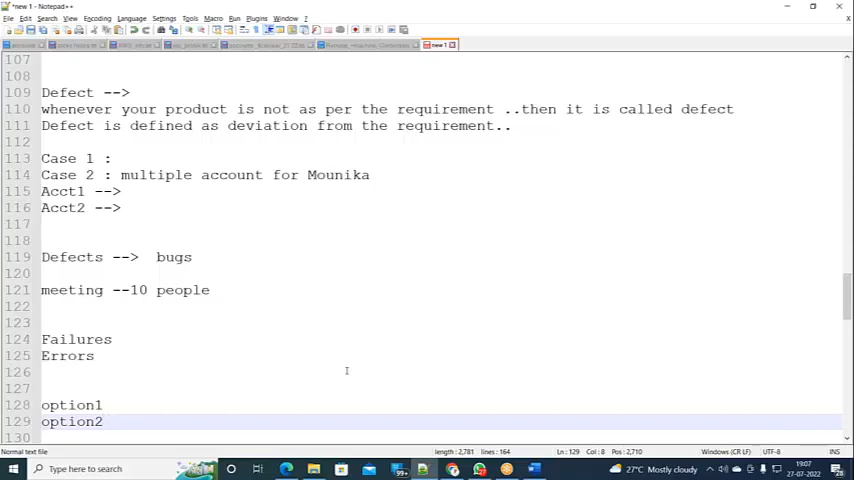 *new 1 - Notepad++
File Edit Search View Encoding Language Settings Tools Macro Run Plugins Window ?
new 1
107
108
109 Defect -->
110 whenever your product is not as per the requirement ..then it is called defect
111 Defect is defined as deviation from the requirement..
112
113 Case 1 :
114 Case 2 : multiple account for Mounika
115 Acct1 -->
116 Acct2 -->
117
118
119 Defects --> bugs
120
121 meeting --10 people
122
123
124 Failures
125 Errors
126
127
128 option1
129 option2
130
Normal text file length : 2,781 lines : 164 Ln : 129 Col : 8 Pos : 2,710 Windows (CR LF) UTF-8 INS
Type here to search 99+ 27°C Mostly cloudy 19:07
27-07-2022 28